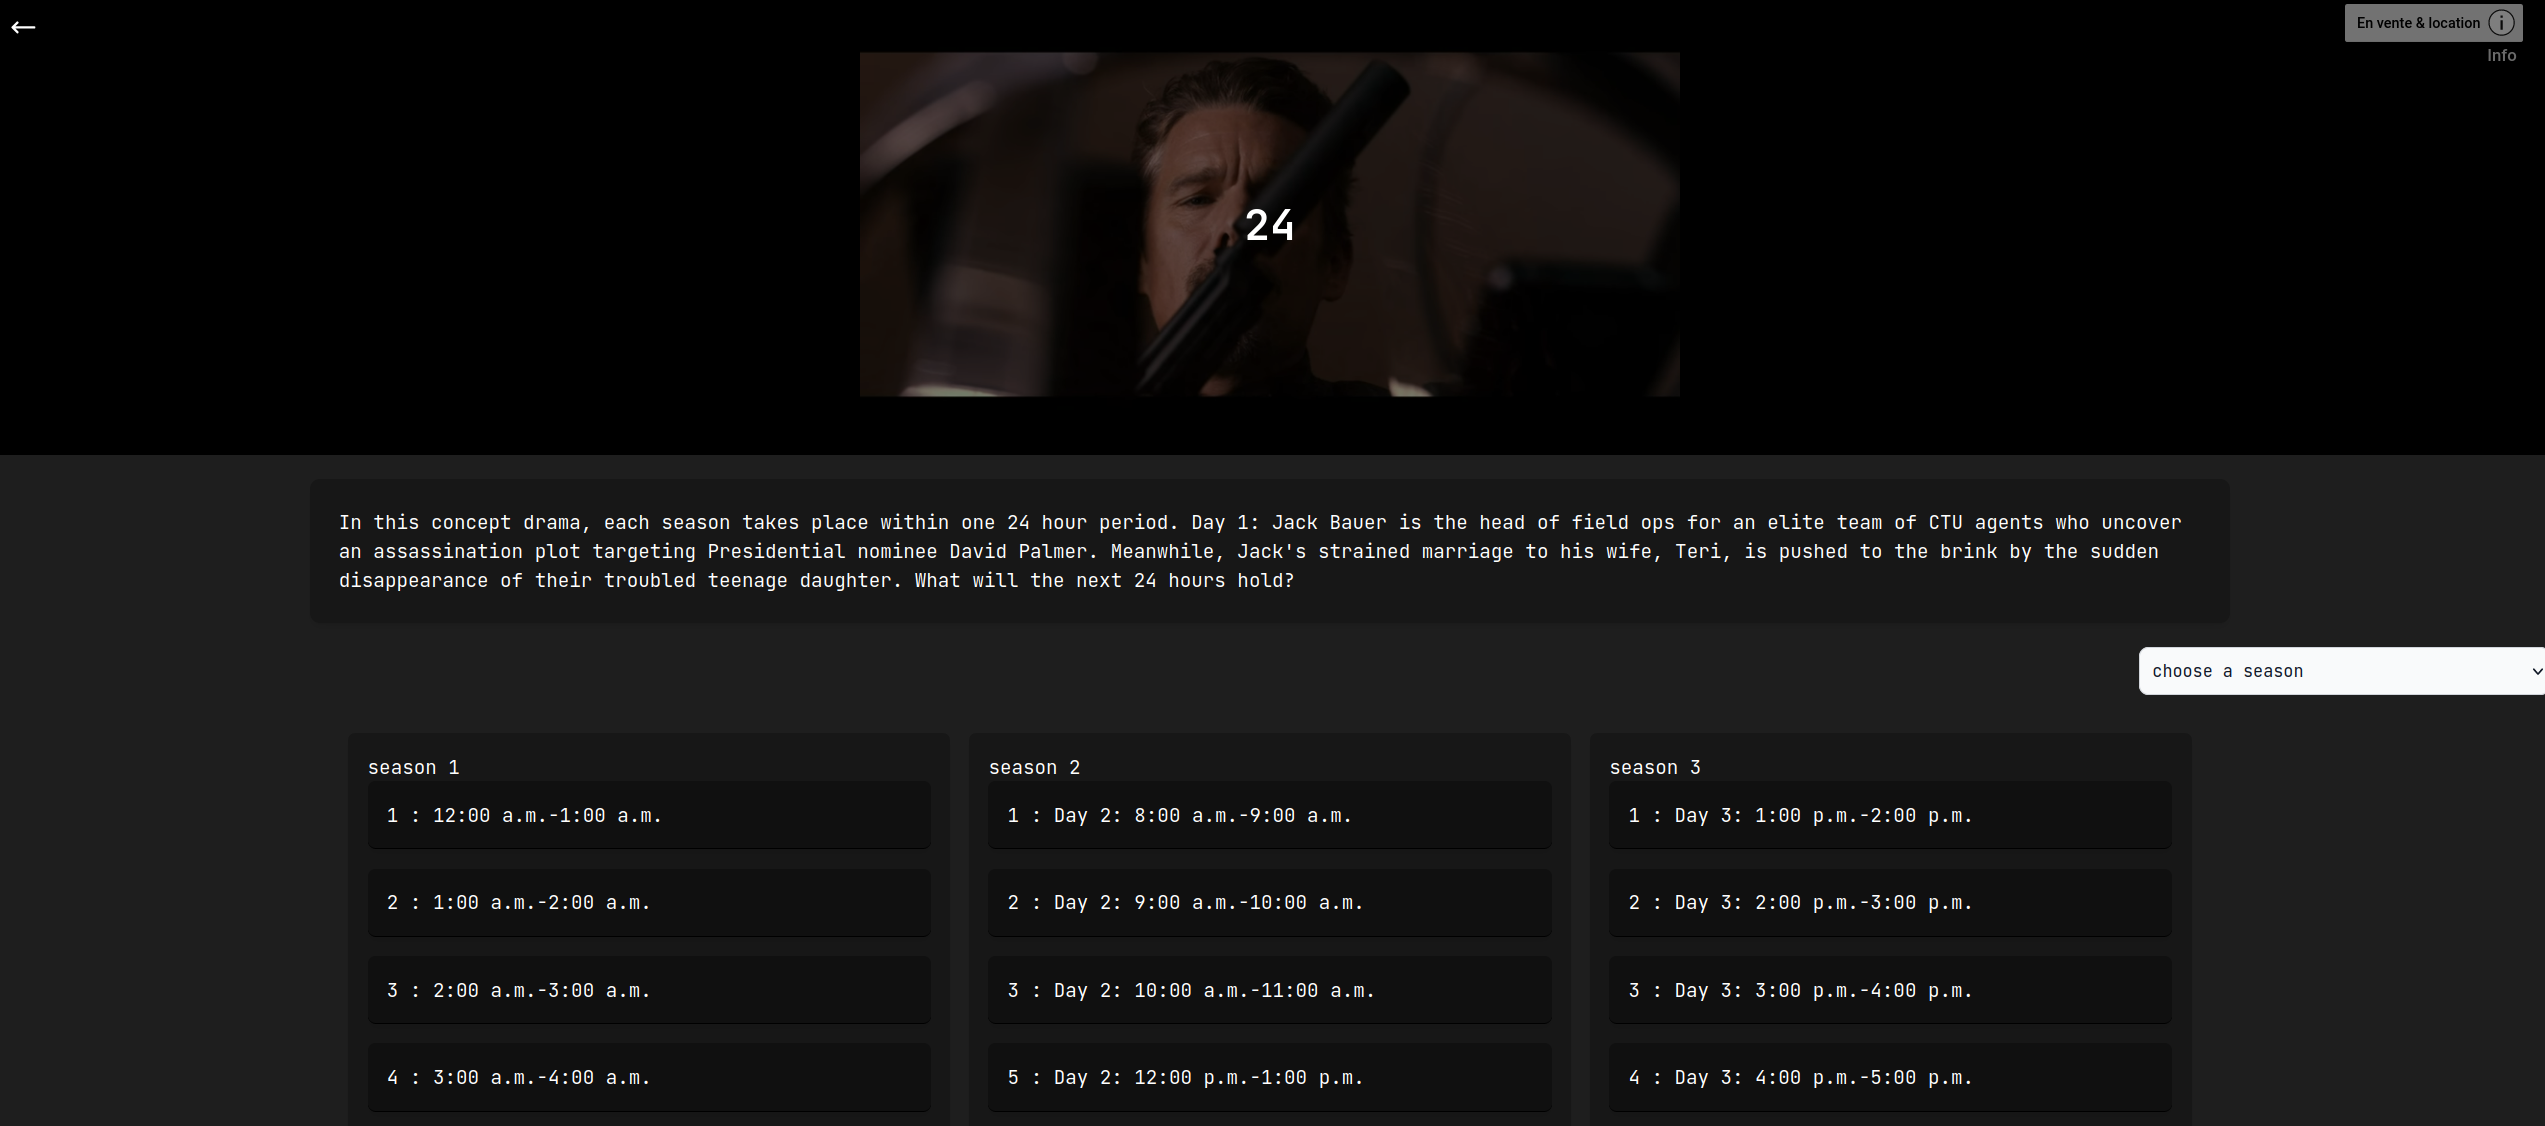 En vente & location
Info
24
In this concept drama, each season takes place within one 24 hour period. Day 1: Jack Bauer is the head of field ops for an elite team of CTU agents who uncover
an assassination plot targeting Presidential nominee David Palmer. Meanwhile, Jack's strained marriage to his wife, Teri, is pushed to the brink by the sudden
disappearance of their troubled teenage daughter. What will the next 24 hours hold?
choose a season
season 1
1 : 12:00 a.m.-1:00 a.m.
2 : 1:00 a.m.-2:00 a.m.
3 : 2:00 a.m.-3:00 a.m.
4 : 3:00 a.m.-4:00 a.m.
season 2
1 : Day 2: 8:00 a.m.-9:00 a.m.
2 : Day 2: 9:00 a.m.-10:00 a.m.
3 : Day 2: 10:00 a.m.-11:00 a.m.
5 : Day 2: 12:00 p.m.-1:00 p.m.
season 3
1 : Day 3: 1:00 p.m.-2:00 p.m.
2 : Day 3: 2:00 p.m.-3:00 p.m.
3 : Day 3: 3:00 p.m.-4:00 p.m.
4 : Day 3: 4:00 p.m.-5:00 p.m.